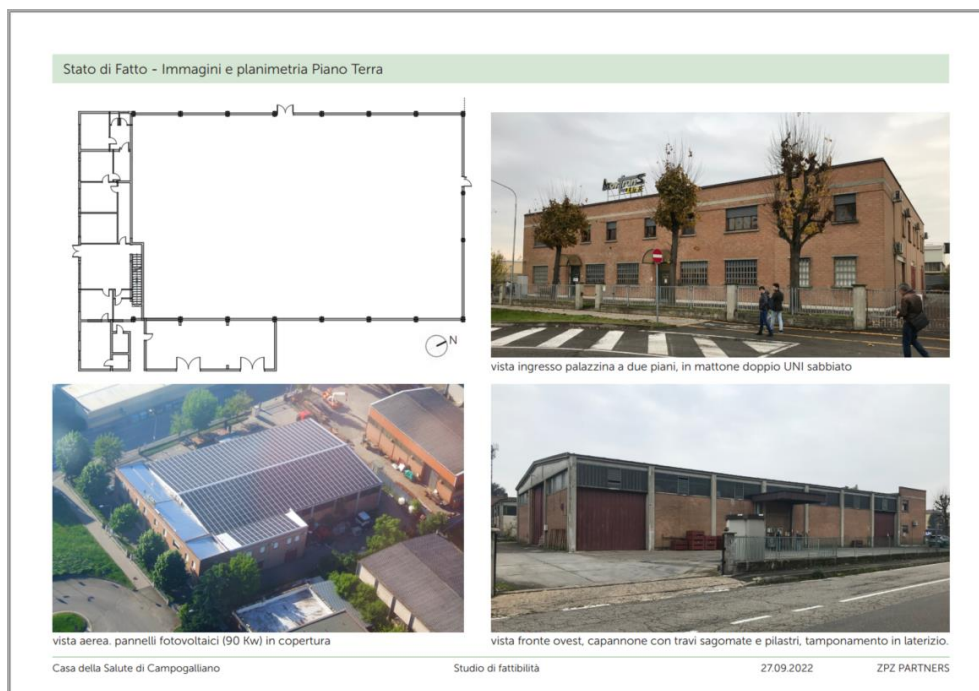 Stato di Fatto - Immagini e planimetria Piano Terra
N
vista ingresso palazzina a due piani, in mattone doppio UNI sabbiato
vista aerea. pannelli fotovoltaici (90 Kw) in copertura
vista fronte ovest, capannone con travi sagomate e pilastri, tamponamento in laterizio.
Casa della Salute di Campogalliano
Studio di fattibilità
27.09.2022
ZPZ PARTNERS